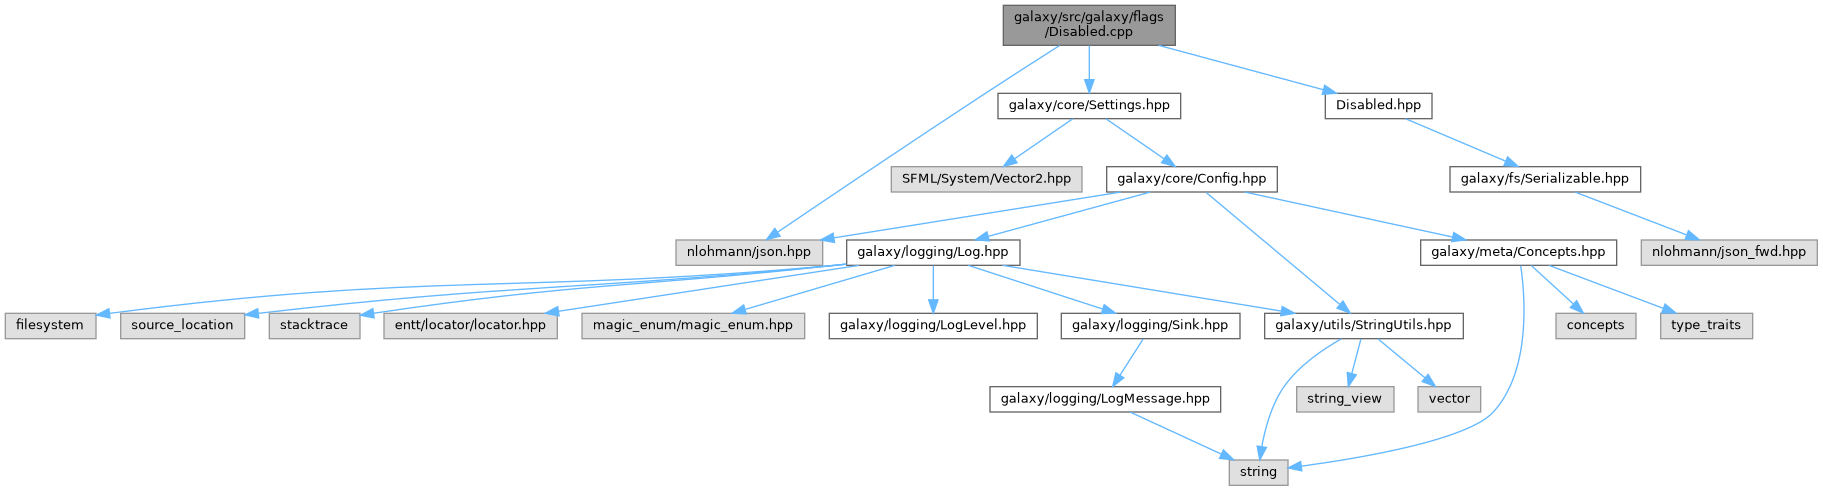 galaxy/src/galaxy/flags
/Disabled.cpp
galaxy/core/Settings.hpp
Disabled.hpp
SFML/System/Vector2.hpp
galaxy/core/Config.hpp
galaxy/fs/Serializable.hpp
nlohmann/json.hpp
galaxy/logging/Log.hpp
galaxy/meta/Concepts.hpp
nlohmann/json_fwd.hpp
filesystem
source_location
stacktrace
entt/locator/locator.hpp
magic_enum/magic_enum.hpp
galaxy/logging/LogLevel.hpp
galaxy/logging/Sink.hpp
galaxy/utils/StringUtils.hpp
concepts
type_traits
galaxy/logging/LogMessage.hpp
string_view
vector
string